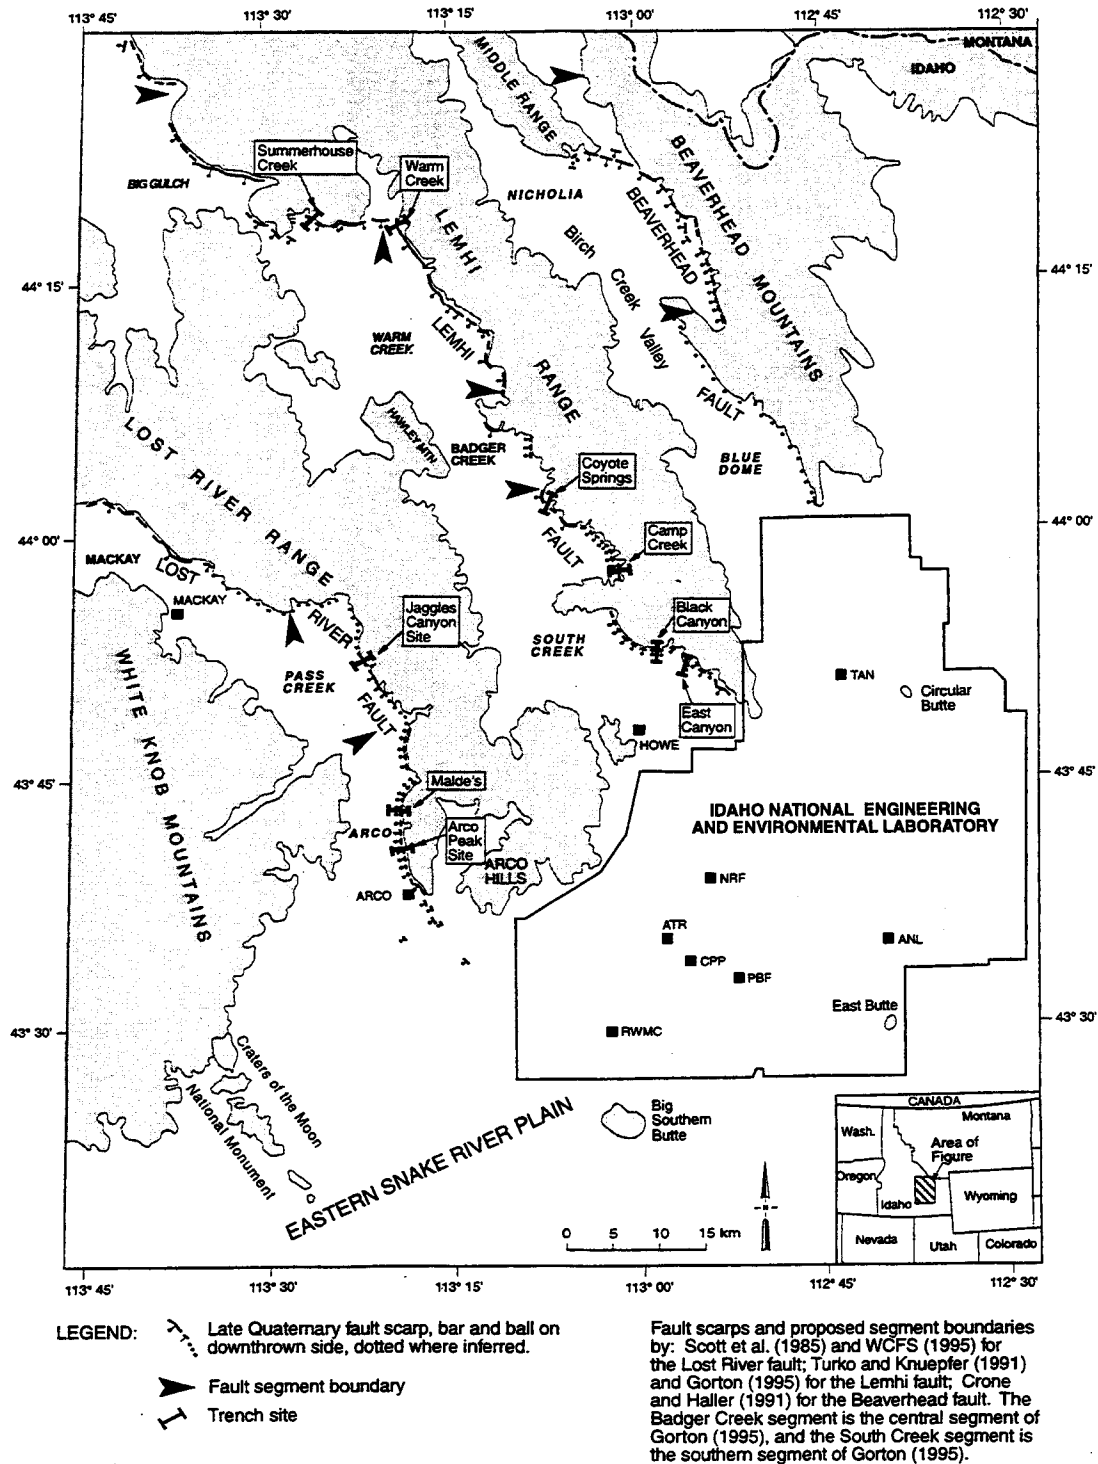 113° 45'
113° 30'
113° 15'
113° 00'
112° 45'
112° 30'
MONTANA
IDAHO
MIDDLE RANGE
BEAVERHEAD MOUNTAINS
Summerhouse
Creek
Warm
Creek
BIG GULCH
NICHOLIA
BEAVERHEAD
LEMHI
Birch
Creek
Valley
44° 15'
44° 15'
WARM
CREEK
LEMHI
RANGE
FAULT
HAWLEY MTN
BADGER
CREEK
BLUE
DOME
LOST RIVER RANGE
Coyote
Springs
44° 00'
44° 00'
FAULT
Camp
Creek
MACKAY
LOST
MACKAY
RIVER
Jaggles
Canyon
Site
Black
Canyon
SOUTH
CREEK
PASS
CREEK
WHITE KNOB MOUNTAINS
FAULT
TAN
Circular
Butte
East
Canyon
HOWE
43° 45'
43° 45'
Malde's
IDAHO NATIONAL ENGINEERING
AND ENVIRONMENTAL LABORATORY
ARCO
Arco
Peak
Site
ARCO
HILLS
ARCO
NRF
ATR
ANL
CPP
PBF
East Butte
43° 30'
43° 30'
RWMC
Craters of the Moon
National Monument
EASTERN SNAKE RIVER PLAIN
Big
Southern
Butte
CANADA
Wash.
Montana
Area of
Figure
Oregon
Idaho
Wyoming
Nevada
Utah
Colorado
0 5 10 15 km
113° 45'
113° 30'
113° 15'
113° 00'
112° 45'
112° 30'
LEGEND:
Late Quaternary fault scarp, bar and ball on
downthrown side, dotted where inferred.
Fault segment boundary
Trench site
Fault scarps and proposed segment boundaries
by: Scott et al. (1985) and WCFS (1995) for
the Lost River fault; Turko and Knuepfer (1991)
and Gorton (1995) for the Lemhi fault; Crone
and Haller (1991) for the Beaverhead fault. The
Badger Creek segment is the central segment of
Gorton (1995), and the South Creek segment is
the southern segment of Gorton (1995).